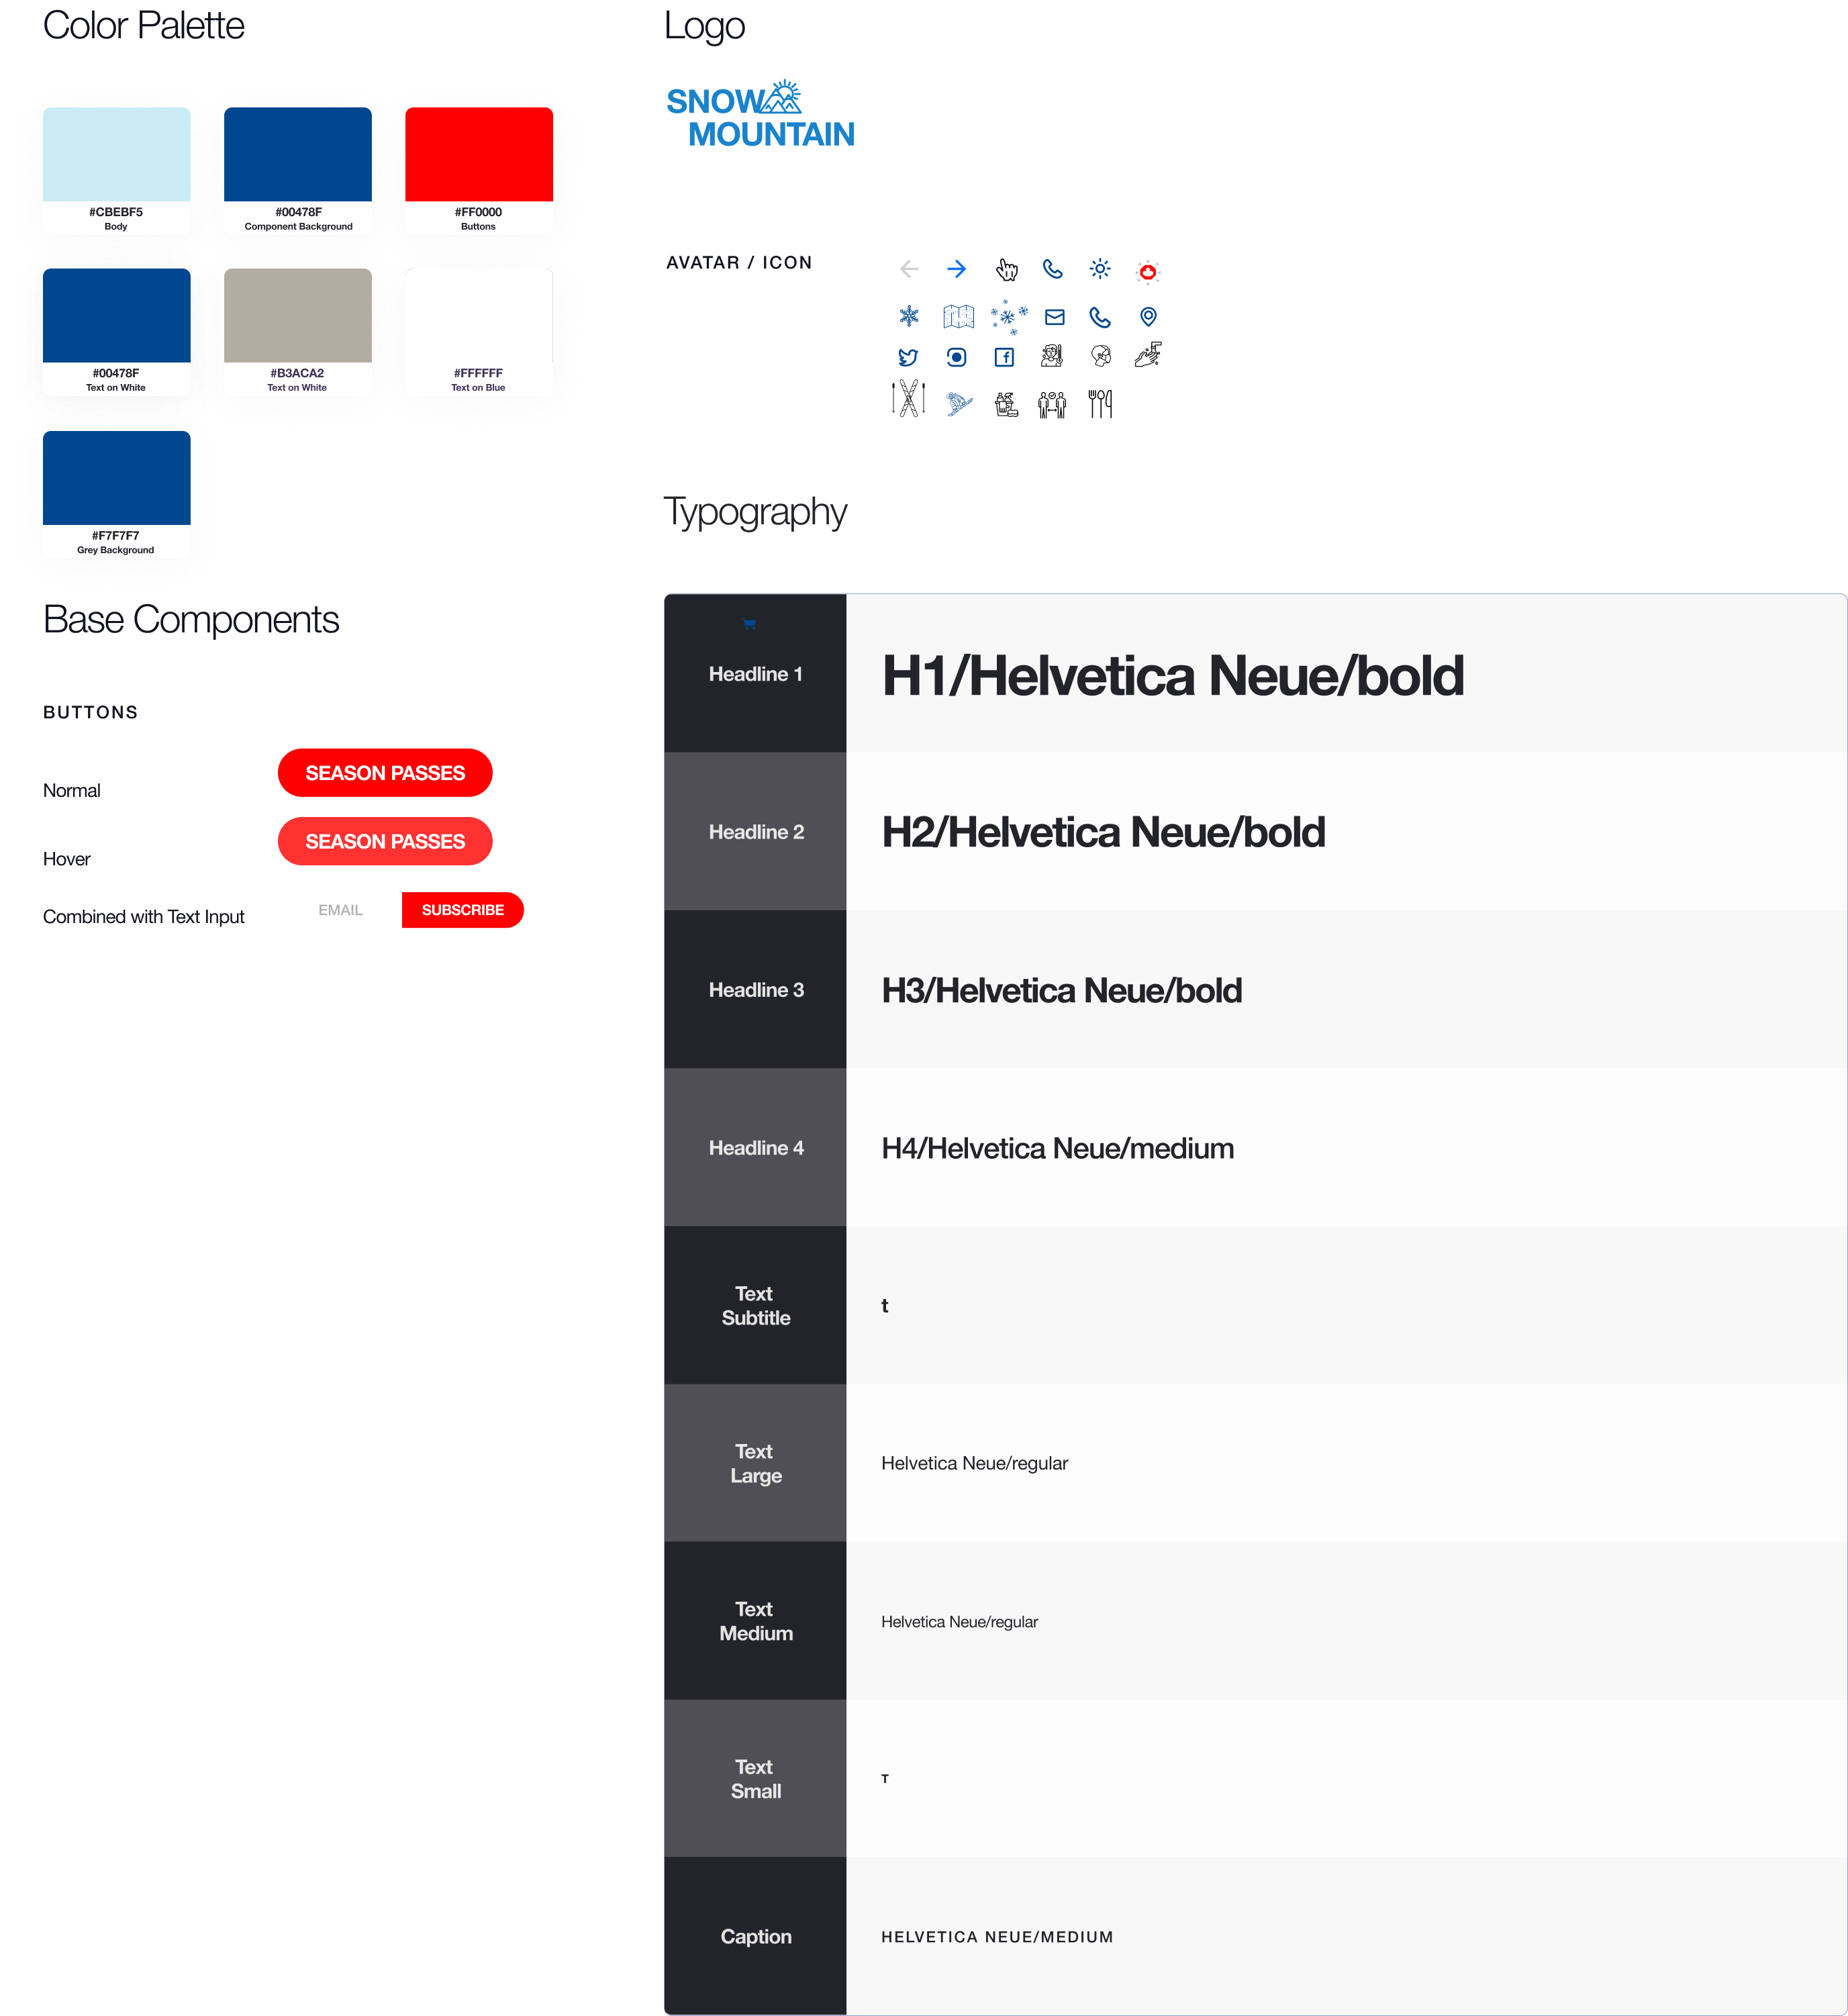 Color Palette
#CBEBF5
Body
#00478F
Component Background
#FF0000
Buttons
#00478F
Text on White
#B3ACA2
Text on White
#FFFFFF
Text on Blue
#F7F7F7
Grey Background
Base Components
BUTTONS
Normal
SEASON PASSES
Hover
SEASON PASSES
Combined with Text Input
EMAIL
SUBSCRIBE
Logo
SNOW
MOUNTAIN
AVATAR / ICON
Typography
Headline 1
H1/Helvetica Neue/bold
Headline 2
H2/Helvetica Neue/bold
Headline 3
H3/Helvetica Neue/bold
Headline 4
H4/Helvetica Neue/medium
Text
Subtitle
t
Text
Large
Helvetica Neue/regular
Text
Medium
Helvetica Neue/regular
Text
Small
T
Caption
HELVETICA NEUE/MEDIUM